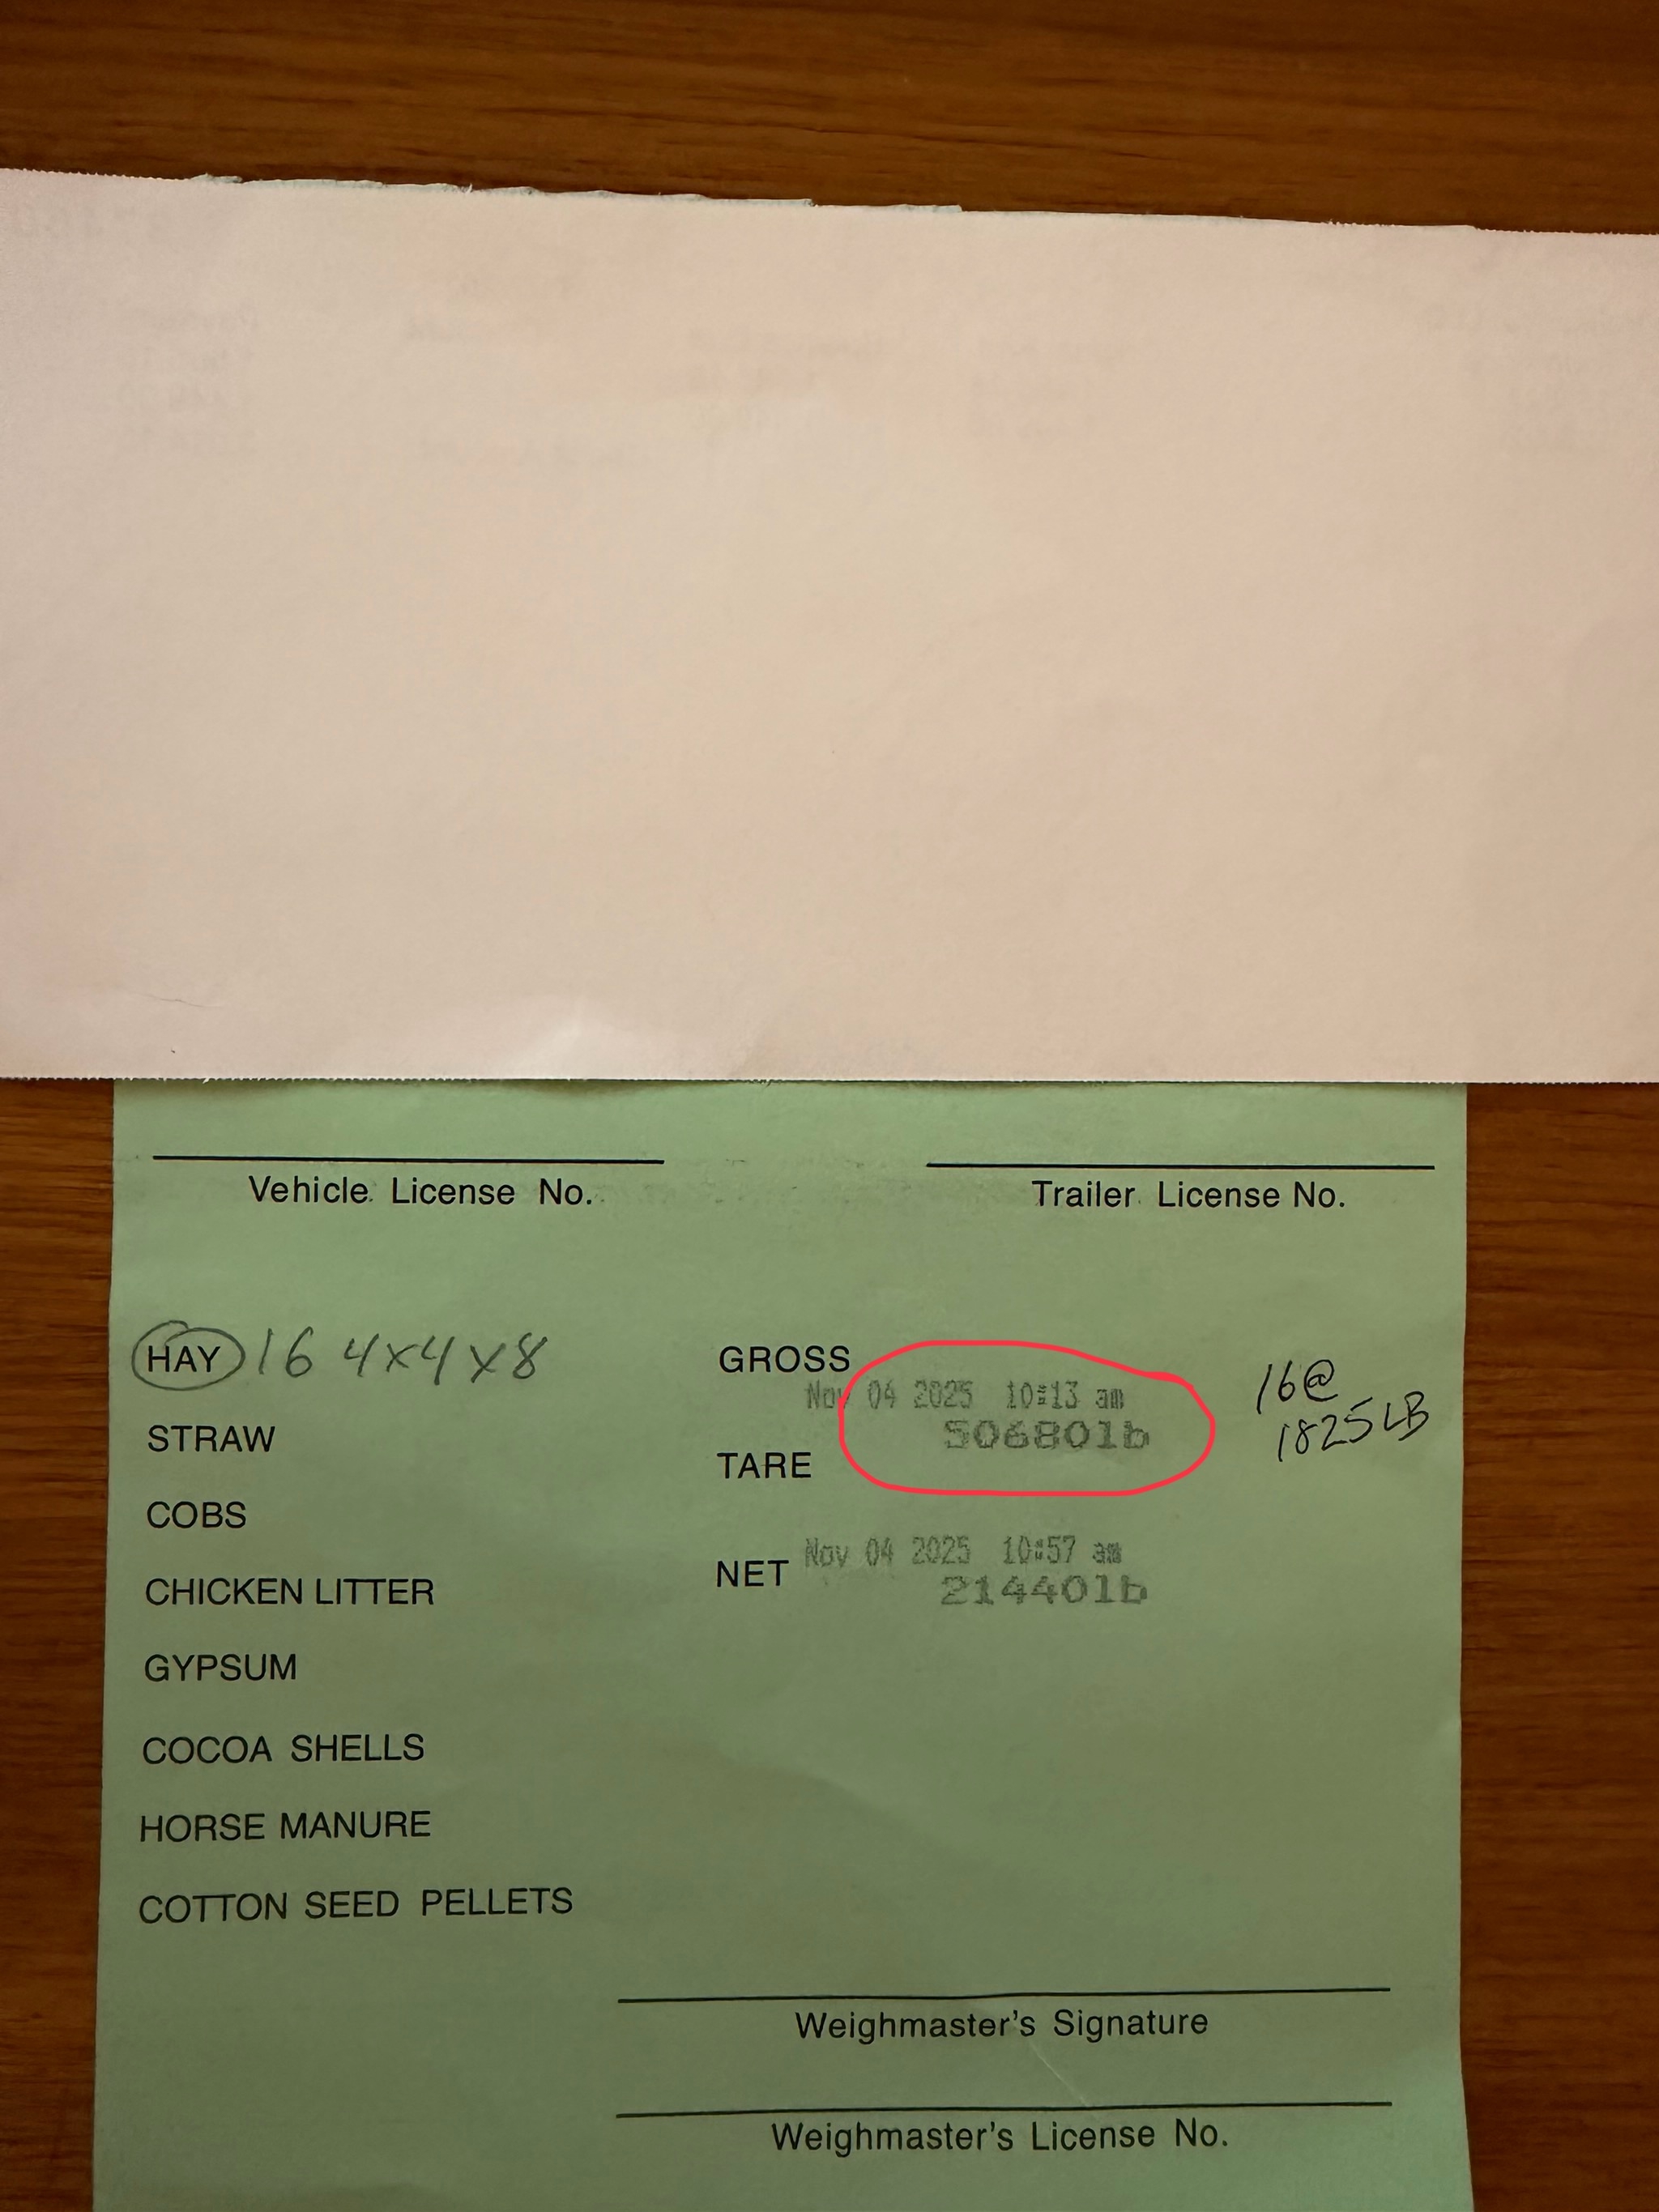 Vehicle License No.
Trailer License No.
HAY 16 4x4x8
GROSS
Nov 04 2025 10:13 am
50680lb
16@
1825LB
STRAW
TARE
COBS
Nov 04 2025 10:57 am
NET
21440lb
CHICKEN LITTER
GYPSUM
COCOA SHELLS
HORSE MANURE
COTTON SEED PELLETS
Weighmaster's Signature
Weighmaster's License No.